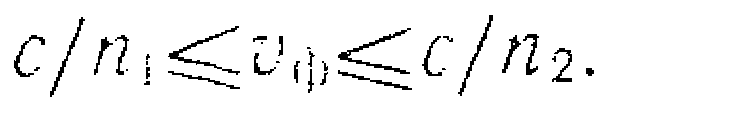 c/n₁ ≦ v_ф ≦ c/n₂.